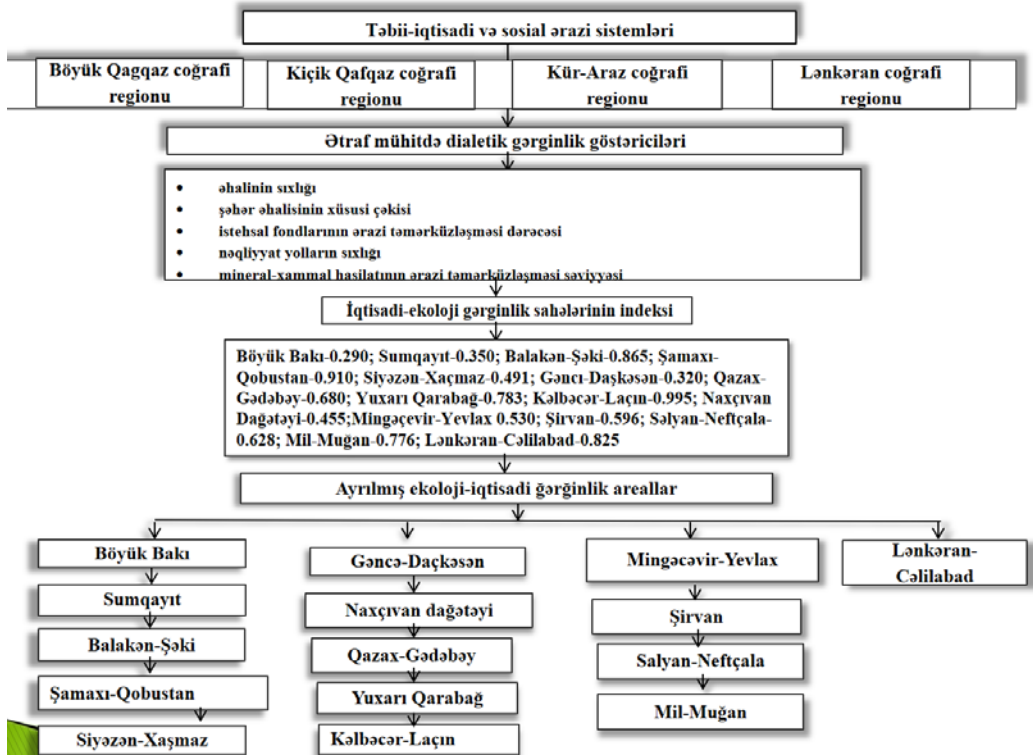 Təbii-iqtisadi və sosial ərazi sistemləri
Böyük Qagqaz coğrafi
regionu
Kiçik Qafqaz coğrafi
regionu
Kür-Araz coğrafi
regionu
Lənkəran coğrafi
regionu
Ətraf mühitdə dialetik gərginlik göstəriciləri
• əhalinin sıxlığı
• şəhər əhalisinin xüsusi çəkisi
• istehsal fondlarının ərazi təmərküzləşməsi dərəcəsi
• nəqliyyat yolların sıxlığı
• mineral-xammal hasilatının ərazi təmərküzləşməsi səviyyəsi
İqtisadi-ekoloji gərginlik sahələrinin indeksi
Böyük Bakı-0.290; Sumqayıt-0.350; Balakən-Şəki-0.865; Şamaxı-
Qobustan-0.910; Siyəzən-Xaçmaz-0.491; Gəncı-Daşkəsən-0.320; Qazax-
Gədəbəy-0.680; Yuxarı Qarabağ-0.783; Kəlbəcər-Laçın-0.995; Naxçıvan
Dağətəyi-0.455;Mingəçevir-Yevlax 0.530; Şirvan-0.596; Səlyan-Neftçala-
0.628; Mil-Muğan-0.776; Lənkəran-Cəlilabad-0.825
Ayrılmış ekoloji-iqtisadi ğərğinlik areallar
Böyük Bakı
Sumqayıt
Balakən-Şəki
Şamaxı-Qobustan
Siyəzən-Xaşmaz
Gəncə-Daçkəsən
Naxçıvan dağətəyi
Qazax-Gədəbəy
Yuxarı Qarabağ
Kəlbəcər-Laçın
Mingəcəvir-Yevlax
Şirvan
Salyan-Neftçala
Mil-Muğan
Lənkəran-
Cəlilabad